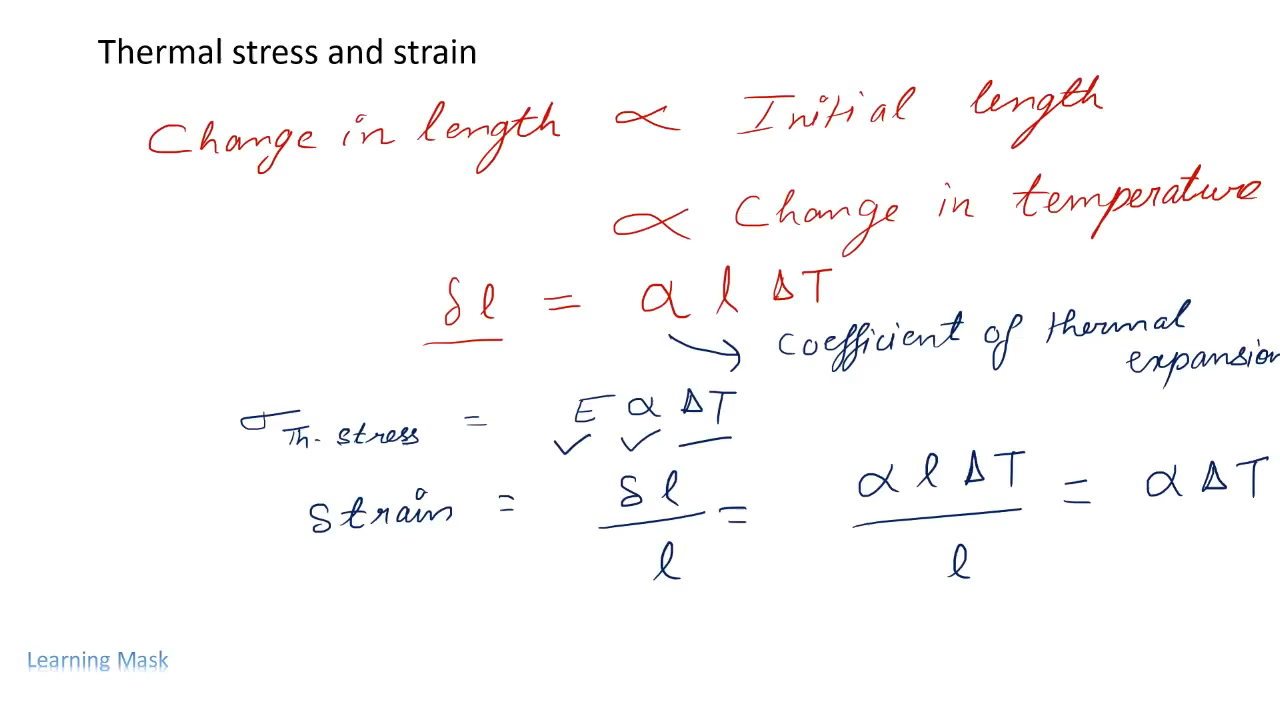 Thermal stress and strain
Change in length ∝ Initial length
∝ Change in temperature
δl = α l ΔT
coefficient of thermal
expansion
σ Th. stress = E α ΔT
Strain = δl/l = α l ΔT/l = α ΔT
Learning Mask